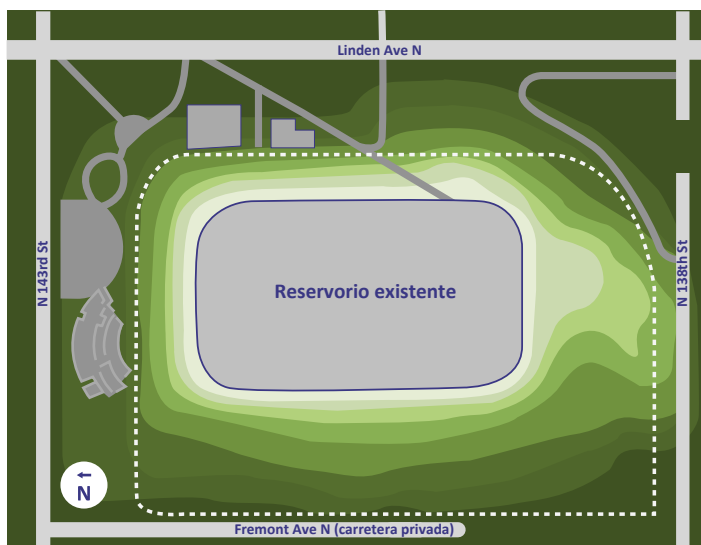 Linden Ave N
N 143rd St
N 138th St
Reservorio existente
N
Fremont Ave N (carretera privada)